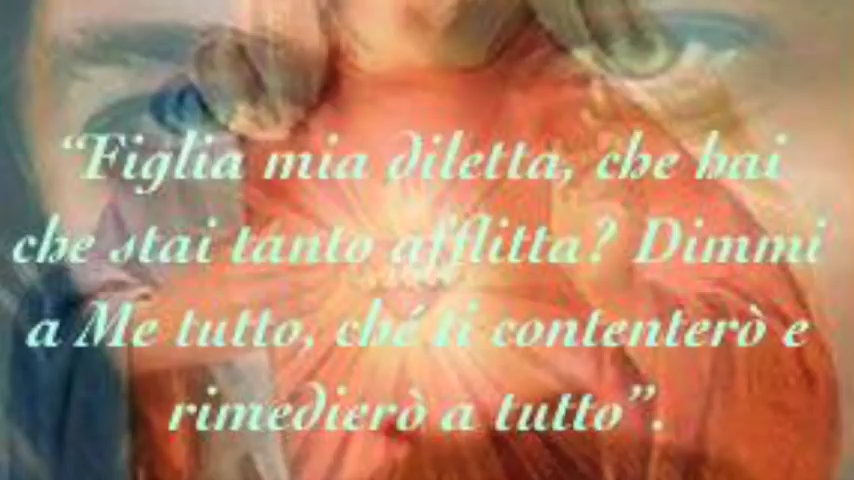 “Figlia mia diletta, che hai
che stai tanto afflitta? Dimmi
a Me tutto, ché ti contenterò e
rimedierò a tutto”.